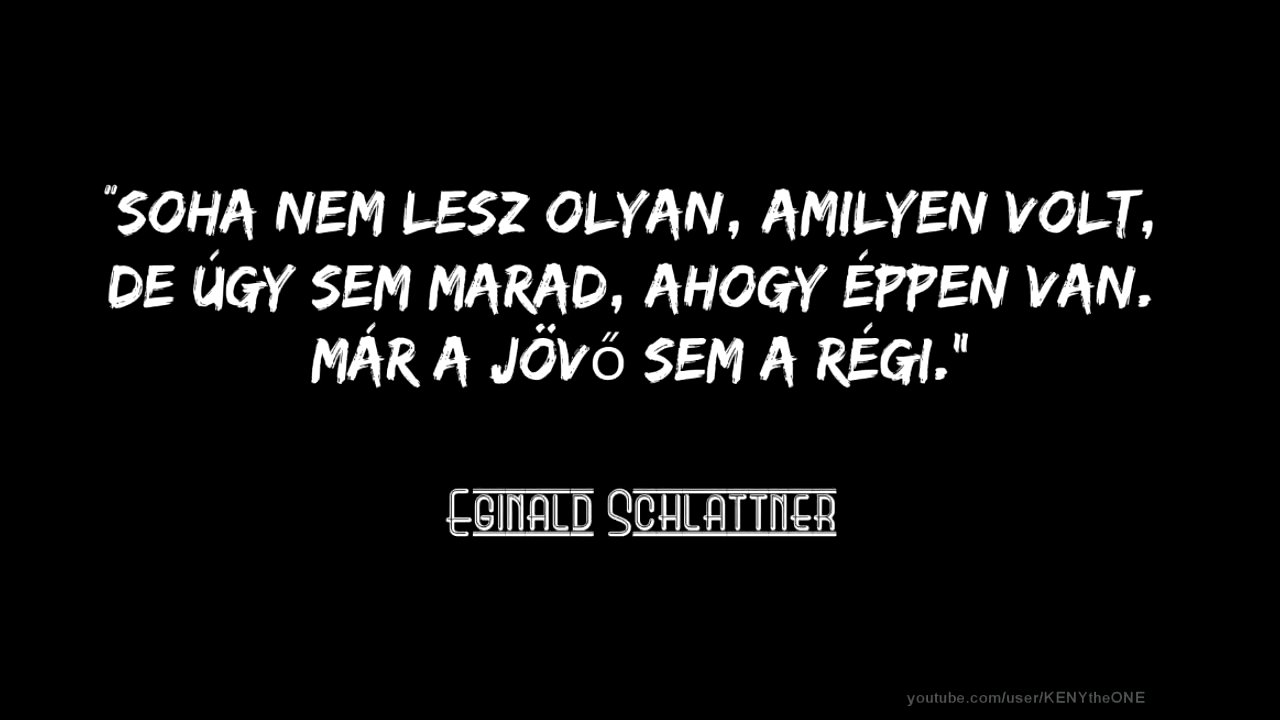 "SOHA NEM LESZ OLYAN, AMILYEN VOLT,
DE ÚGY SEM MARAD, AHOGY ÉPPEN VAN.
MÁR A JÖVŐ SEM A RÉGI."
Eginald Schlattner
youtube.com/user/KENYtheONE